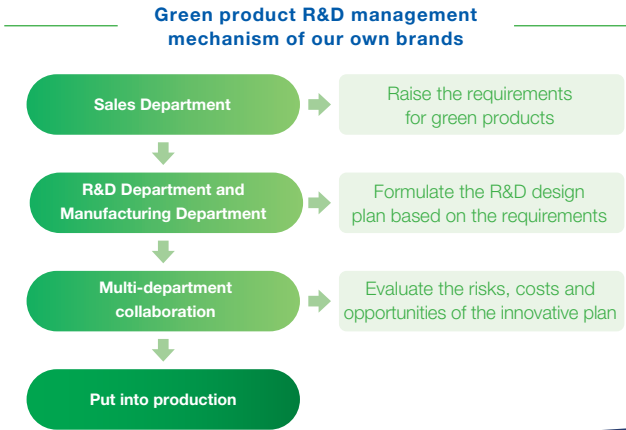 Green product R&D management
mechanism of our own brands
Sales Department
Raise the requirements
for green products
R&D Department and
Manufacturing Department
Formulate the R&D design
plan based on the requirements
Multi-department
collaboration
Evaluate the risks, costs and
opportunities of the innovative plan
Put into production